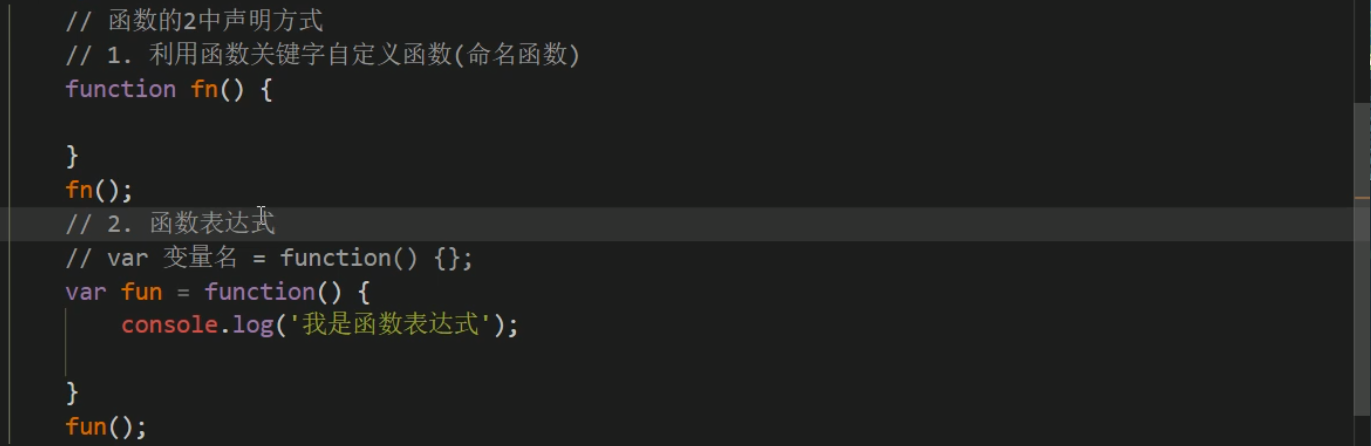 // 函数的2中声明方式
// 1. 利用函数关键字自定义函数(命名函数)
function fn() {
}
fn();
// 2. 函数表达式
// var 变量名 = function() {};
var fun = function() {
console.log('我是函数表达式');
}
fun();